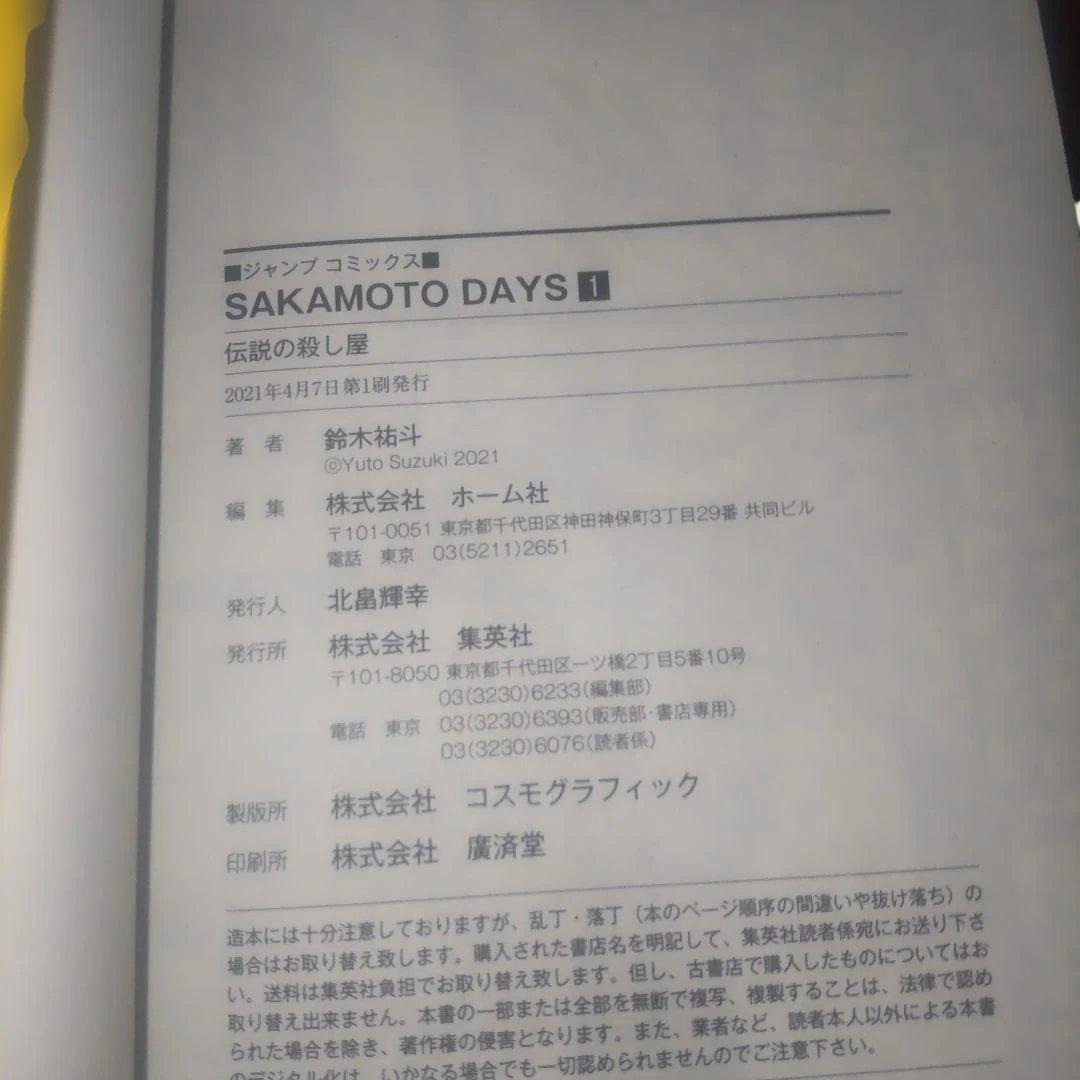 ■ジャンプ コミックス■
SAKAMOTO DAYS 1
伝説の殺し屋
2021年4月7日第1刷発行
著 者 鈴木祐斗
©Yuto Suzuki 2021
編 集 株式会社 ホーム社
〒101-0051 東京都千代田区神田神保町3丁目29番 共同ビル
電話 東京 03(5211)2651
発行人 北畠輝幸
発行所 株式会社 集英社
〒101-8050 東京都千代田区一ツ橋2丁目5番10号
03(3230)6233(編集部)
電話 東京 03(3230)6393(販売部・書店専用)
03(3230)6076(読者係)
製版所 株式会社 コスモグラフィック
印刷所 株式会社 廣済堂
造本には十分注意しておりますが、乱丁・落丁(本のページ順序の間違いや抜け落ち)の
場合はお取り替え致します。購入された書店名を明記して、集英社読者係宛にお送り下さ
い。送料は集英社負担でお取り替え致します。但し、古書店で購入したものについてはお
取り替え出来ません。本書の一部または全部を無断で複写、複製することは、法律で認め
られた場合を除き、著作権の侵害となります。また、業者など、読者本人以外による本書
のデジタル化は、いかなる場合でも一切認められませんのでご注意下さい。